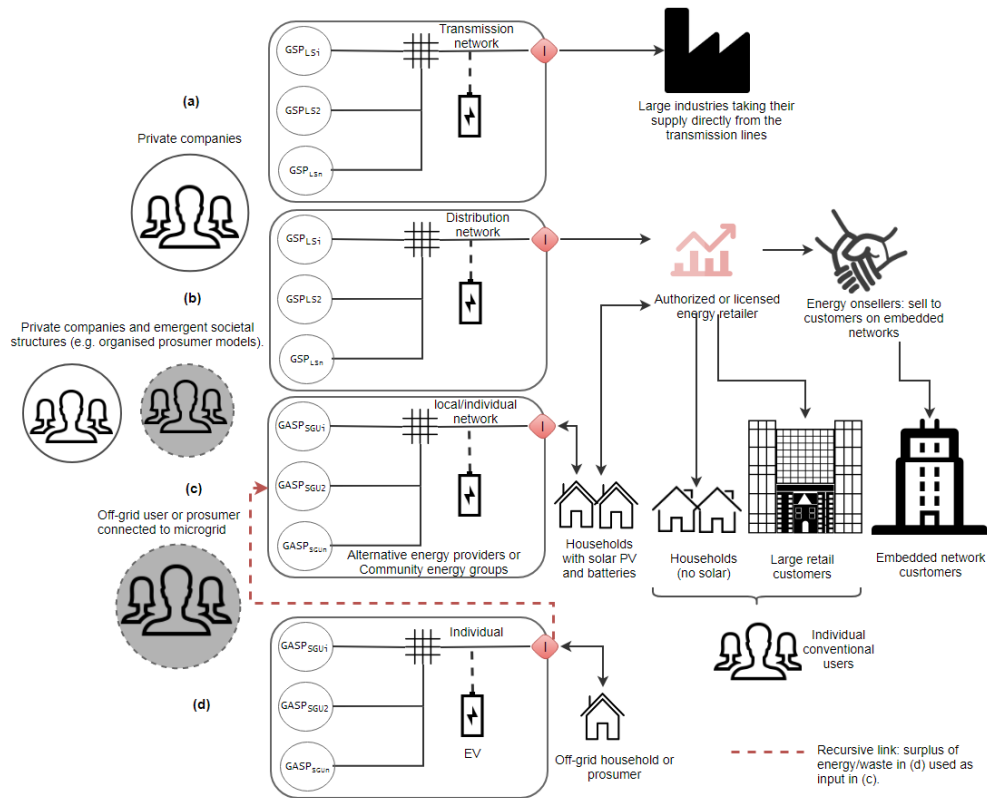 (a)
Private companies
GSPLSi
GSPLS2
GSPLSn
Transmission
network
I
Large industries taking their
supply directly from the
transmission lines
(b)
Private companies and emergent societal
structures (e.g. organised prosumer models).
GSPLSi
GSPLS2
GSPLSn
Distribution
network
I
Authorized or licensed
energy retailer
Energy onsellers: sell to
customers on embedded
networks
(c)
Off-grid user or prosumer
connected to microgrid
GASPSGUi
GASPSGU2
GASPSGUn
local/individual
network
I
Alternative energy providers or
Community energy groups
Households
with solar PV
and batteries
Households
(no solar)
Large retail
customers
Embedded network
cusrtomers
Individual
conventional
users
(d)
GASPSGUi
GASPSGU2
GASPSGUn
Individual
I
EV
Off-grid household or
prosumer
Recursive link: surplus of
energy/waste in (d) used as
input in (c).